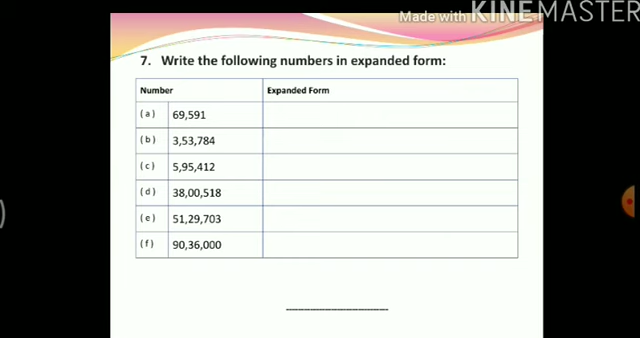 Made with KINEMASTER
7. Write the following numbers in expanded form:
Number Expanded Form
(a) 69,591
(b) 3,53,784
(c) 5,95,412
(d) 38,00,518
(e) 51,29,703
(f) 90,36,000